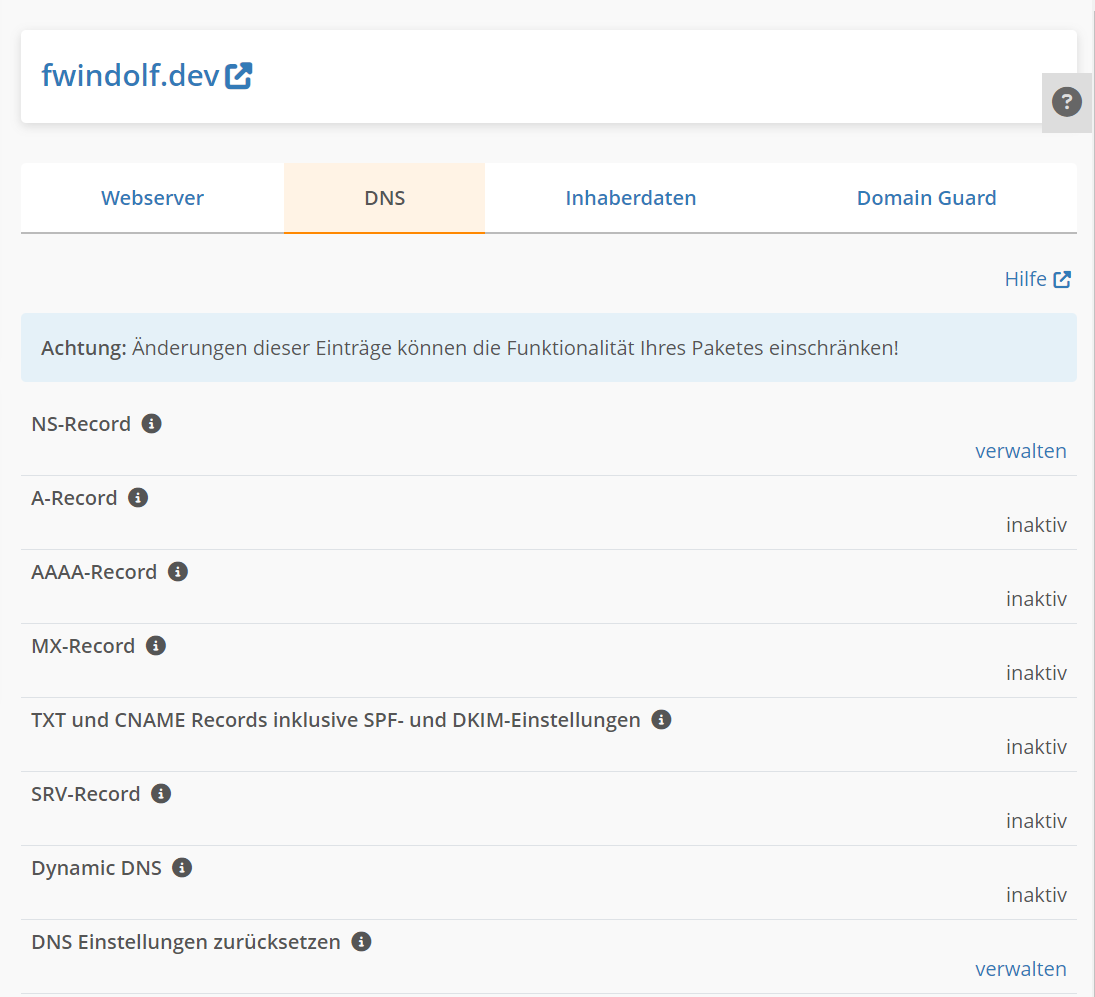 fwindolf.dev
?
Webserver DNS Inhaberdaten Domain Guard
Hilfe
Achtung: Änderungen dieser Einträge können die Funktionalität Ihres Paketes einschränken!
NS-Record
verwalten
A-Record
inaktiv
AAAA-Record
inaktiv
MX-Record
inaktiv
TXT und CNAME Records inklusive SPF- und DKIM-Einstellungen
inaktiv
SRV-Record
inaktiv
Dynamic DNS
inaktiv
DNS Einstellungen zurücksetzen
verwalten